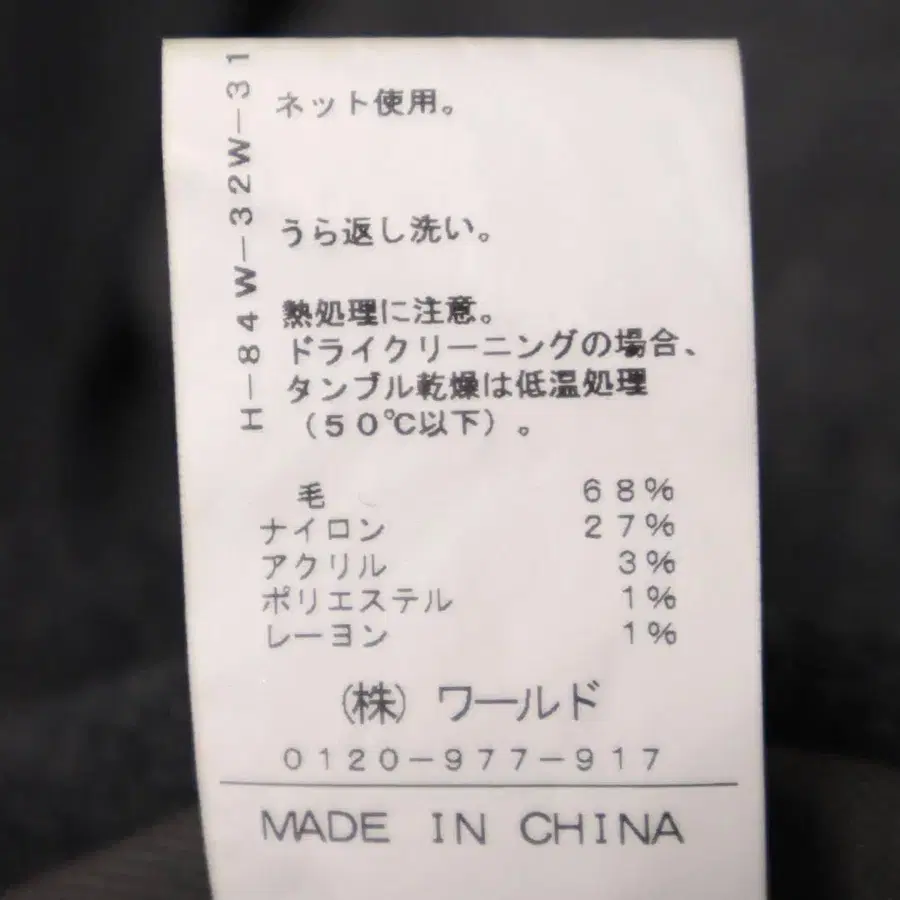 H-84W-32W-31
ネット使用。
うら返し洗い。
熱処理に注意。
ドライクリーニングの場合、
タンブル乾燥は低温処理
(50℃以下)。
毛 68%
ナイロン 27%
アクリル 3%
ポリエステル 1%
レーヨン 1%
(株)ワールド
0120-977-917
MADE IN CHINA